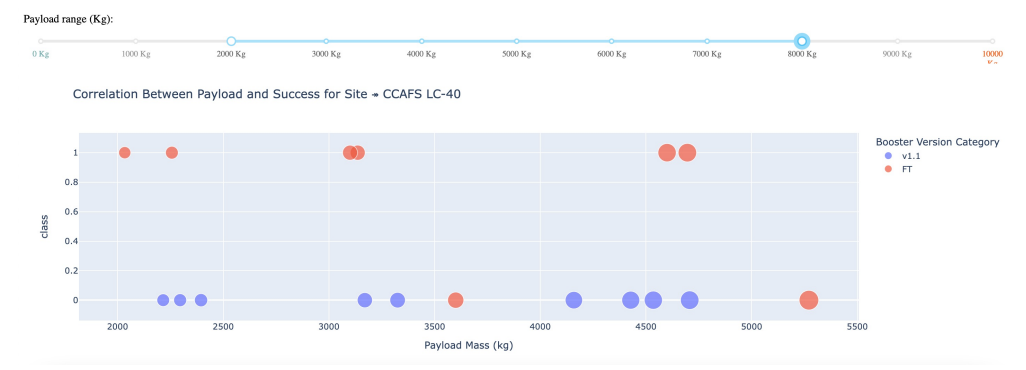 Payload range (Kg):
0 Kg 1000 Kg 2000 Kg 3000 Kg 4000 Kg 5000 Kg 6000 Kg 7000 Kg 8000 Kg 9000 Kg 10000
Correlation Between Payload and Success for Site → CCAFS LC-40
Booster Version Category
v1.1
FT
1
0.8
0.6
0.4
0.2
0
class
2000 2500 3000 3500 4000 4500 5000 5500
Payload Mass (kg)